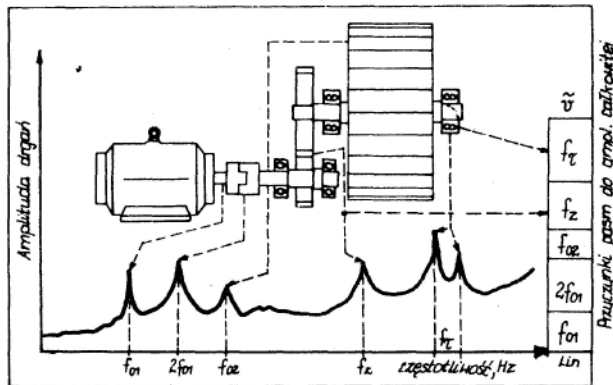 Amplituda drgań
f01
2f01
f02
fz
fτ
częstotliwość, Hz
ṽ
fτ
fz
f02
2f01
f01
Lin
Przyczynki pasm do ampl. całkowitej